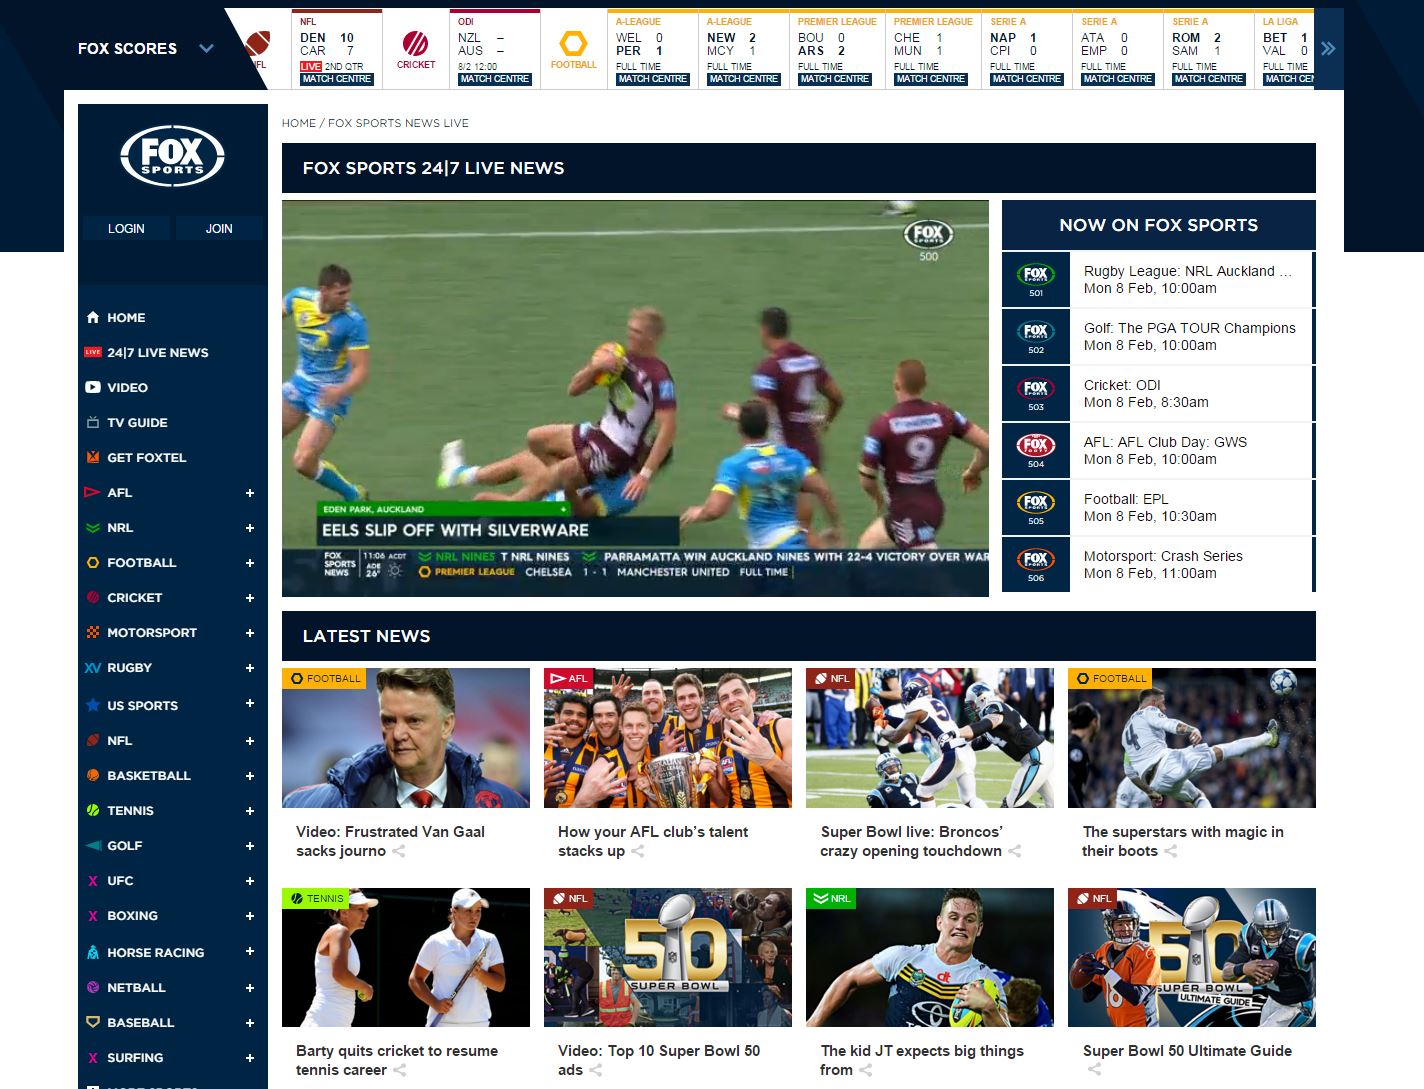 FOX SCORES
NFL
NFL
DEN 10
CAR 7
LIVE 2ND QTR
MATCH CENTRE
CRICKET
ODI
NZL –
AUS –
8/2 12:00
MATCH CENTRE
FOOTBALL
A-LEAGUE
WEL 0
PER 1
FULL TIME
MATCH CENTRE
A-LEAGUE
NEW 2
MCY 1
FULL TIME
MATCH CENTRE
PREMIER LEAGUE
BOU 0
ARS 2
FULL TIME
MATCH CENTRE
PREMIER LEAGUE
CHE 1
MUN 1
FULL TIME
MATCH CENTRE
SERIE A
NAP 1
CPI 0
FULL TIME
MATCH CENTRE
SERIE A
ATA 0
EMP 0
FULL TIME
MATCH CENTRE
SERIE A
ROM 2
SAM 1
FULL TIME
MATCH CENTRE
LA LIGA
BET 1
VAL 0
FULL TIME
MATCH CEN
FOX
SPORTS
LOGIN JOIN
HOME
LIVE 24|7 LIVE NEWS
VIDEO
TV GUIDE
GET FOXTEL
AFL +
NRL +
FOOTBALL +
CRICKET +
MOTORSPORT +
XV RUGBY +
US SPORTS +
NFL +
BASKETBALL +
TENNIS +
GOLF +
X UFC +
X BOXING +
HORSE RACING +
NETBALL +
BASEBALL +
X SURFING +
HOME / FOX SPORTS NEWS LIVE
FOX SPORTS 24|7 LIVE NEWS
FOX
SPORTS
500
9
EDEN PARK, AUCKLAND +
EELS SLIP OFF WITH SILVERWARE
FOX
SPORTS
NEWS
11:06 ACDT
ADE
26°
NRL NINES T NRL NINES PARRAMATTA WIN AUCKLAND NINES WITH 22-4 VICTORY OVER WAR
PREMIER LEAGUE CHELSEA 1 - 1 MANCHESTER UNITED FULL TIME
NOW ON FOX SPORTS
FOX
SPORTS
501
Rugby League: NRL Auckland ...
Mon 8 Feb, 10:00am
FOX
SPORTS
502
Golf: The PGA TOUR Champions
Mon 8 Feb, 10:00am
FOX
SPORTS
503
Cricket: ODI
Mon 8 Feb, 8:30am
FOX
504
AFL: AFL Club Day: GWS
Mon 8 Feb, 10:00am
FOX
SPORTS
505
Football: EPL
Mon 8 Feb, 10:30am
FOX
SPORTS
506
Motorsport: Crash Series
Mon 8 Feb, 11:00am
LATEST NEWS
FOOTBALL
Video: Frustrated Van Gaal
sacks journo
AFL
How your AFL club's talent
stacks up
NFL
Super Bowl live: Broncos'
crazy opening touchdown
FOOTBALL
4
The superstars with magic in
their boots
TENNIS
Barty quits cricket to resume
tennis career
NFL
50
SUPER BOWL
Video: Top 10 Super Bowl 50
ads
NRL
The kid JT expects big things
from
NFL
50
SUPER BOWL
ULTIMATE GUIDE
Super Bowl 50 Ultimate Guide